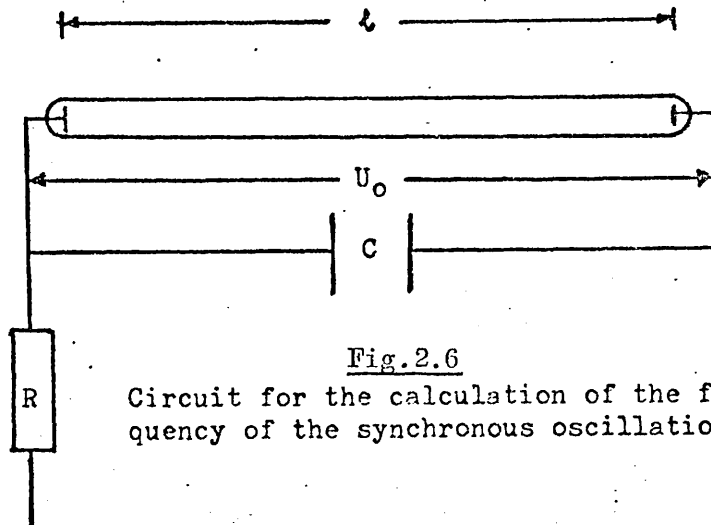 ℓ
U₀
C
R
Fig.2.6
Circuit for the calculation of the f
quency of the synchronous oscillatio